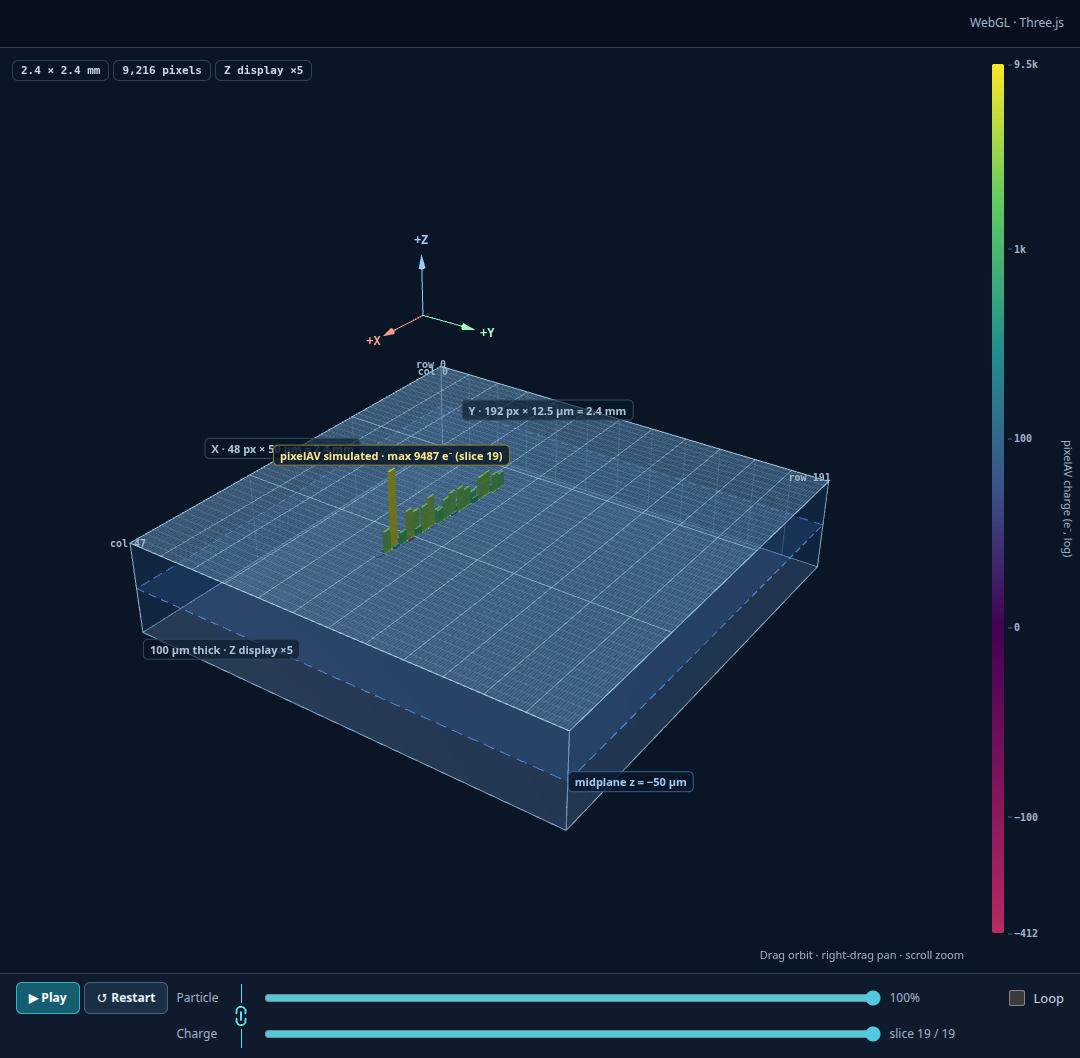 WebGL · Three.js
2.4 × 2.4 mm
9,216 pixels
Z display ×5
9.5k
1k
100
0
−100
−412
pixelAV charge (e⁻, log)
+Z
+X
+Y
row 0
col 0
Y · 192 px × 12.5 µm = 2.4 mm
X · 48 px × 50
pixelAV simulated · max 9487 e⁻ (slice 19)
row 191
col 47
100 µm thick · Z display ×5
midplane z = −50 µm
Drag orbit · right-drag pan · scroll zoom
▶ Play
↺ Restart
Particle
100%
Loop
Charge
slice 19 / 19